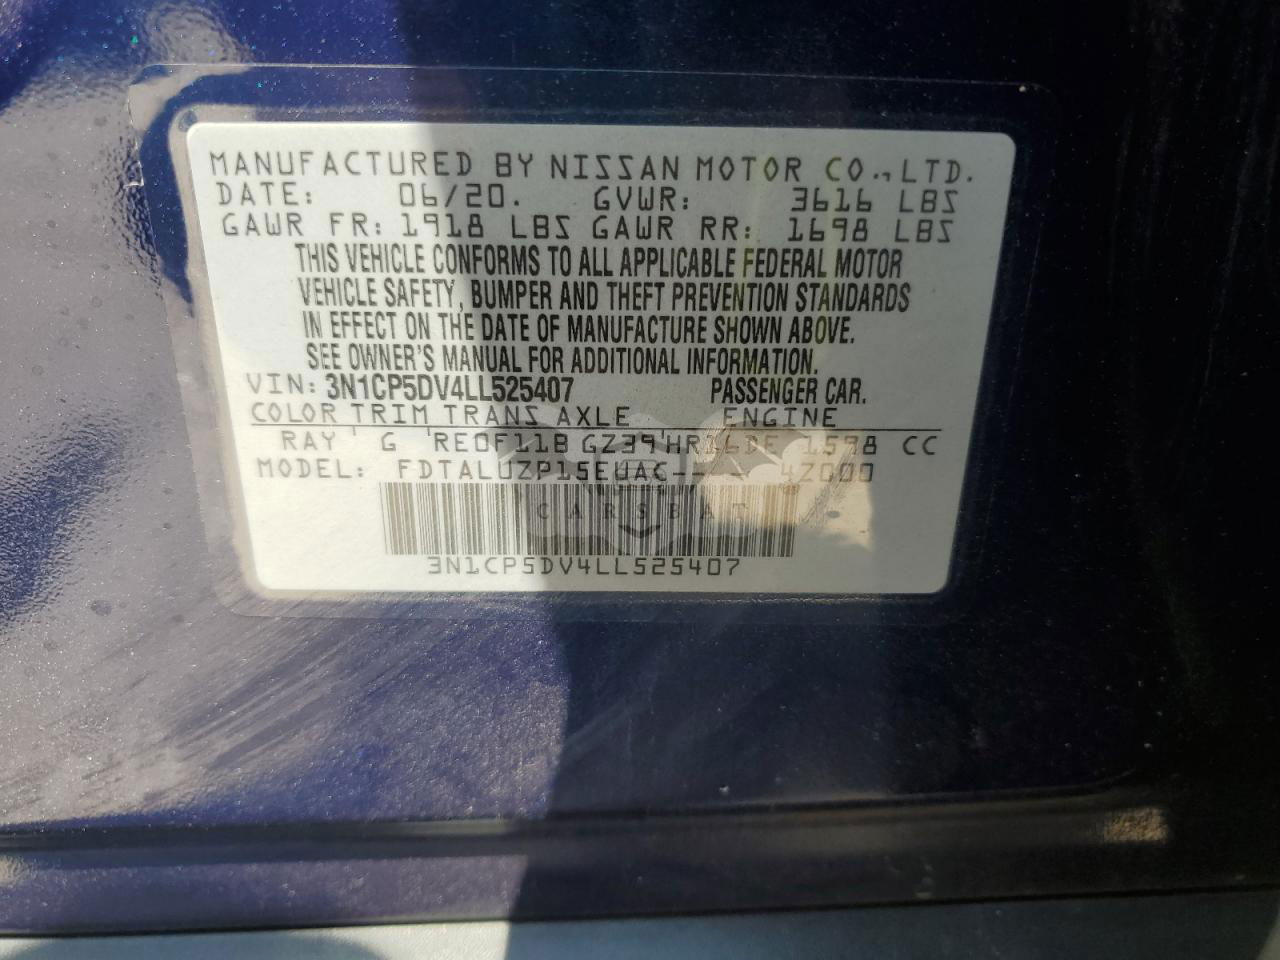 MANUFACTURED BY NISSAN MOTOR CO., LTD.
DATE: 06/20. GVWR: 3616 LBS
GAWR FR: 1918 LBS GAWR RR: 1698 LBS
THIS VEHICLE CONFORMS TO ALL APPLICABLE FEDERAL MOTOR
VEHICLE SAFETY, BUMPER AND THEFT PREVENTION STANDARDS
IN EFFECT ON THE DATE OF MANUFACTURE SHOWN ABOVE.
SEE OWNER'S MANUAL FOR ADDITIONAL INFORMATION.
VIN: 3N1CP5DV4LL525407 PASSENGER CAR.
COLOR TRIM TRANS AXLE ENGINE
RAY G RE0F11B GZ39 HR16DE 1598 CC
MODEL: FDTALUZP15EUAC---- 4Z000
CARSBAT
3N1CP5DV4LL525407